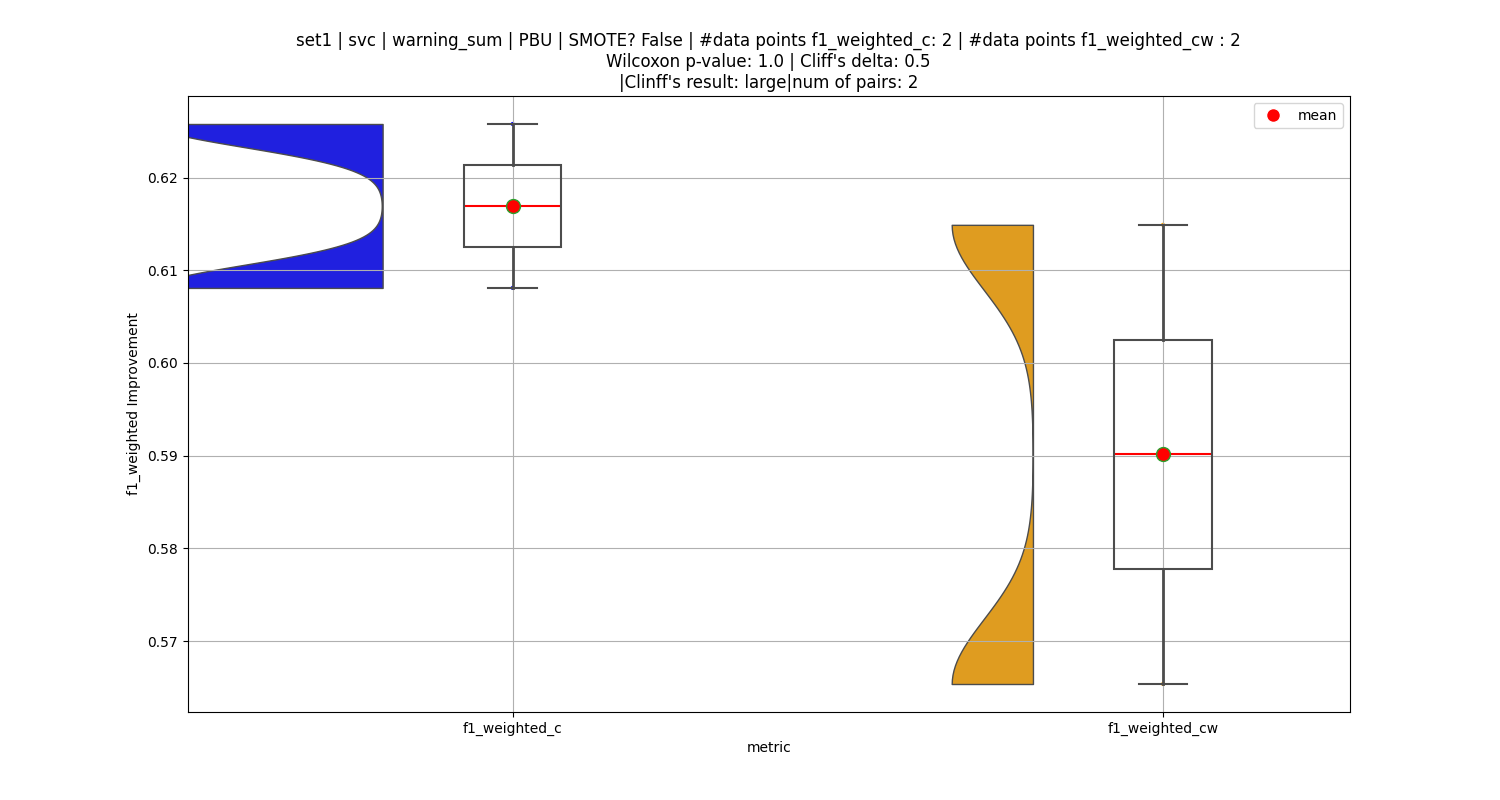 set1 | svc | warning_sum | PBU | SMOTE? False | #data points f1_weighted_c: 2 | #data points f1_weighted_cw : 2
Wilcoxon p-value: 1.0 | Cliff's delta: 0.5
|Clinff's result: large|num of pairs: 2
mean
0.62
0.61
0.60
0.59
0.58
0.57
f1_weighted Improvement
f1_weighted_c
f1_weighted_cw
metric